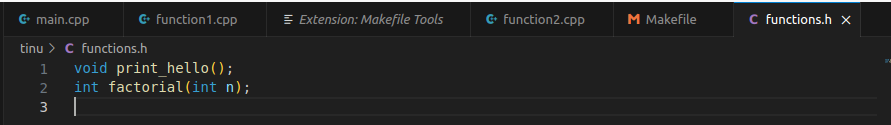 main.cpp function1.cpp Extension: Makefile Tools function2.cpp Makefile functions.h
tinu > functions.h
1 void print_hello();
2 int factorial(int n);
3